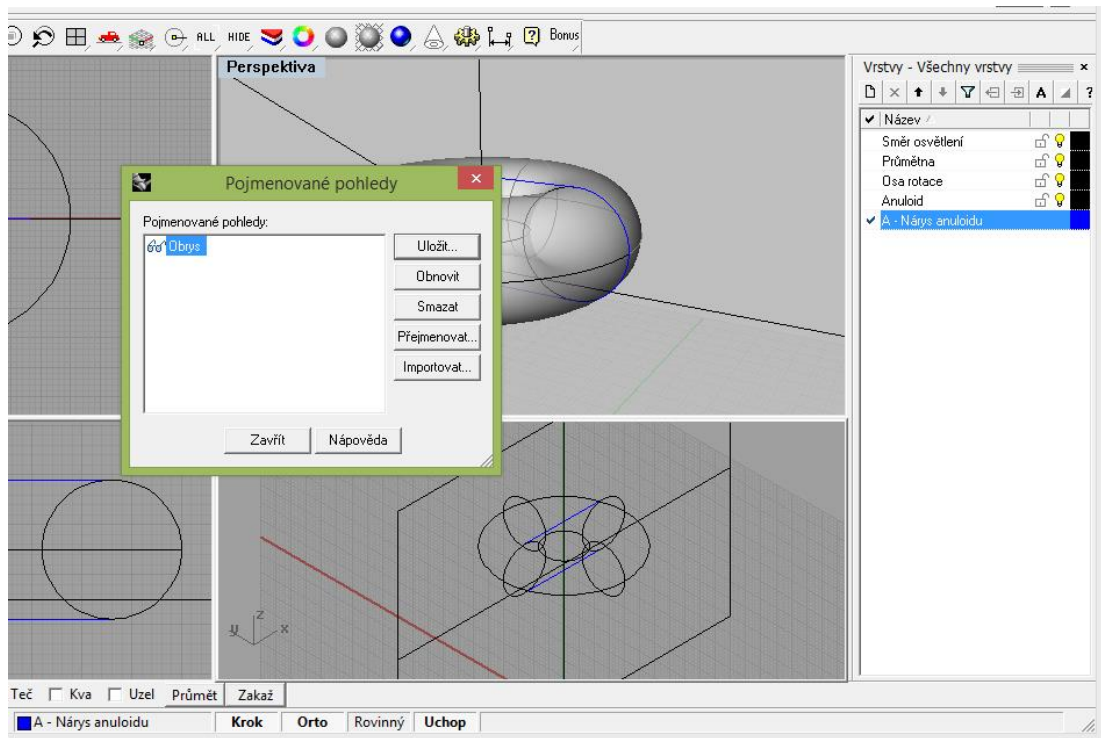 ALL HIDE Bonus
Perspektiva
Vrstvy - Všechny vrstvy
A ?
Název
Směr osvětlení
Průmětna
Osa rotace
Anuloid
A - Nárys anuloidu
Pojmenované pohledy
Pojmenované pohledy:
Obrys
Uložit...
Obnovit
Smazat
Přejmenovat...
Importovat...
Zavřít Nápověda
z
y x
Teč Kva Uzel Průmět Zakaž
A - Nárys anuloidu Krok Orto Rovinný Uchop